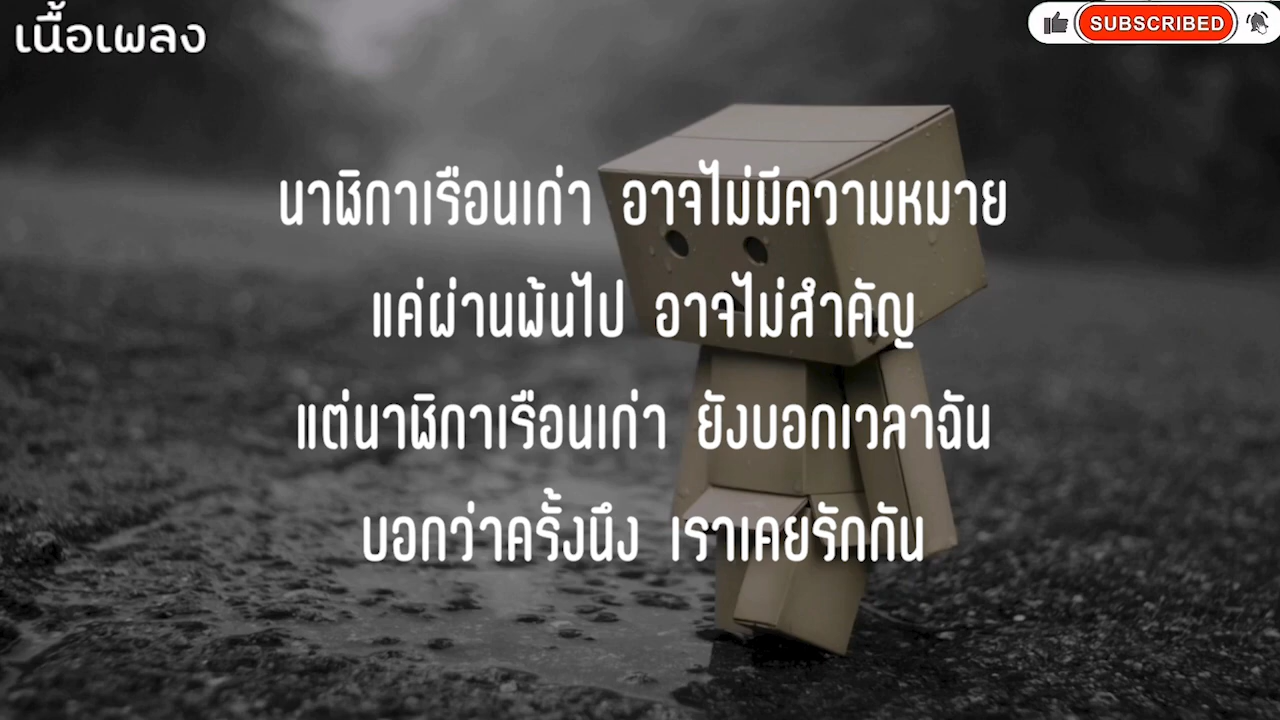 เนื้อเพลง
SUBSCRIBED
นาฬิกาเรือนเก่า อาจไม่มีความหมาย
แค่ผ่านพ้นไป อาจไม่สำคัญ
แต่นาฬิกาเรือนเก่า ยังบอกเวลาฉัน
บอกว่าครั้งนึง เราเคยรักกัน